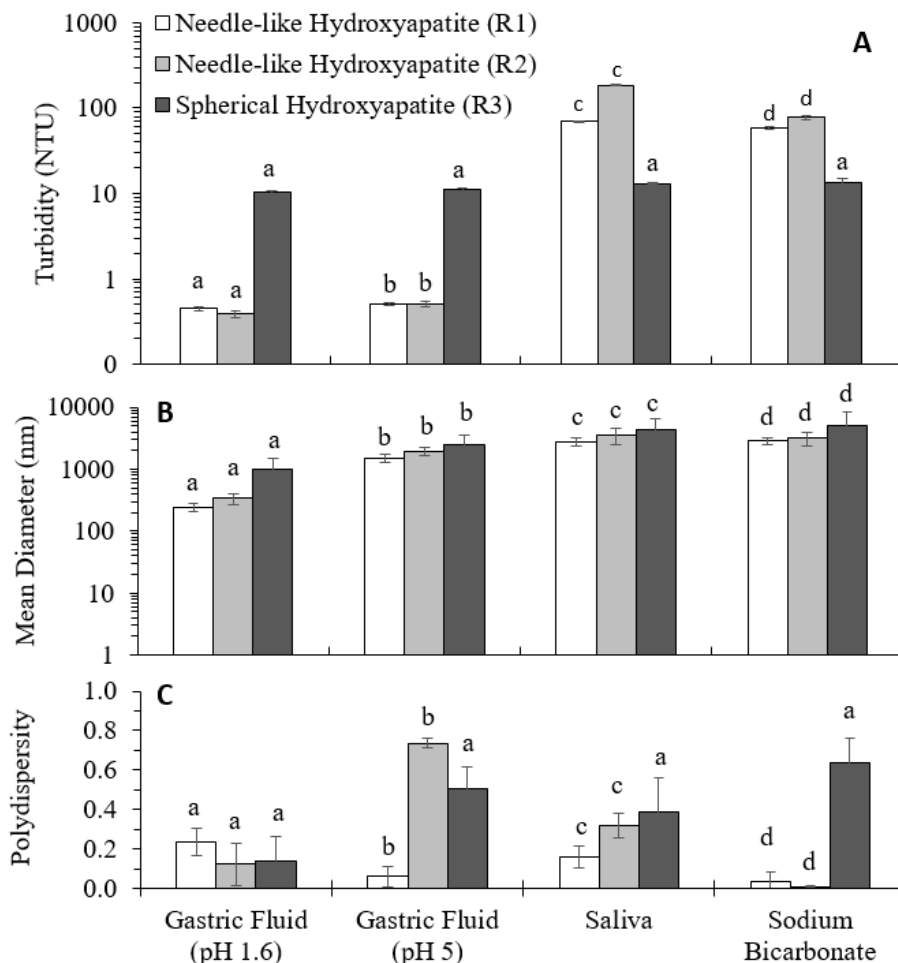 1000
100
10
1
0
Turbidity (NTU)
Needle-like Hydroxyapatite (R1)
Needle-like Hydroxyapatite (R2)
Spherical Hydroxyapatite (R3)
A
a a a
b b a
c c a
d d a
10000
1000
100
10
1
Mean Diameter (nm)
B
a a a
b b b
c c c
d d d
1.0
0.8
0.6
0.4
0.2
0.0
Polydispersity
C
a a a
b b a
c c a
d d a
Gastric Fluid
(pH 1.6)
Gastric Fluid
(pH 5)
Saliva
Sodium
Bicarbonate